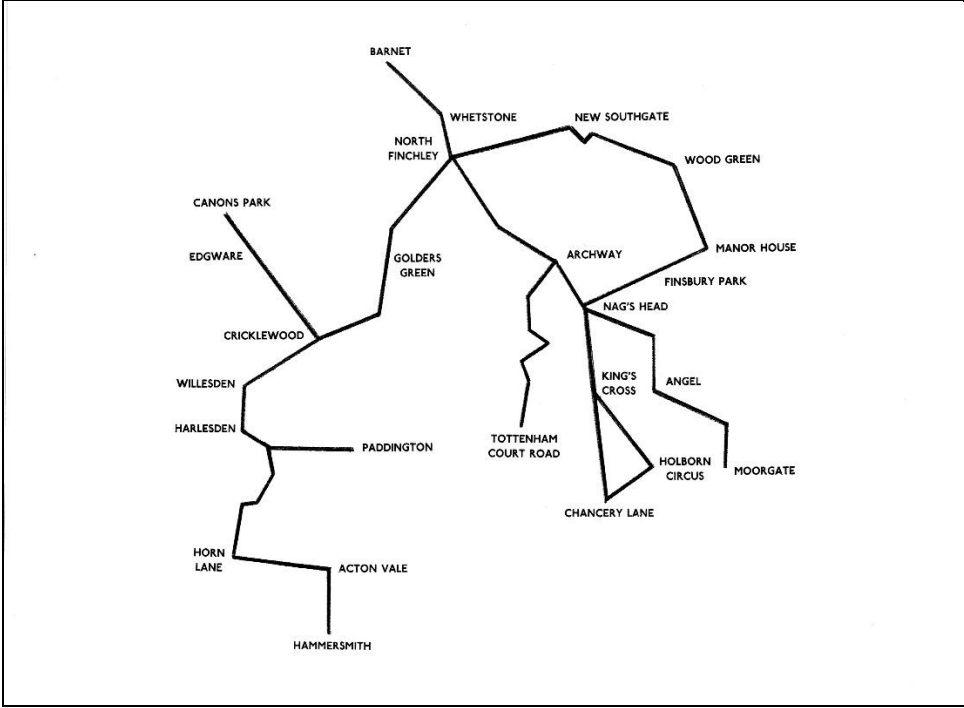 BARNET
WHETSTONE
NEW SOUTHGATE
NORTH
FINCHLEY
WOOD GREEN
CANONS PARK
EDGWARE
GOLDERS
GREEN
ARCHWAY
MANOR HOUSE
FINSBURY PARK
NAG'S HEAD
CRICKLEWOOD
WILLESDEN
KING'S
CROSS
ANGEL
HARLESDEN
PADDINGTON
TOTTENHAM
COURT ROAD
HOLBORN
CIRCUS
MOORGATE
CHANCERY LANE
HORN
LANE
ACTON VALE
HAMMERSMITH